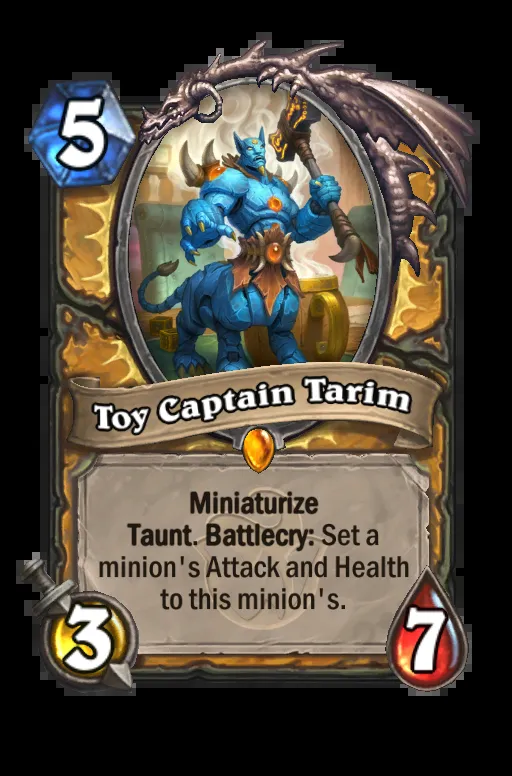 5
Toy Captain Tarim
Miniaturize
Taunt. Battlecry: Set a
minion's Attack and Health
to this minion's.
3
7